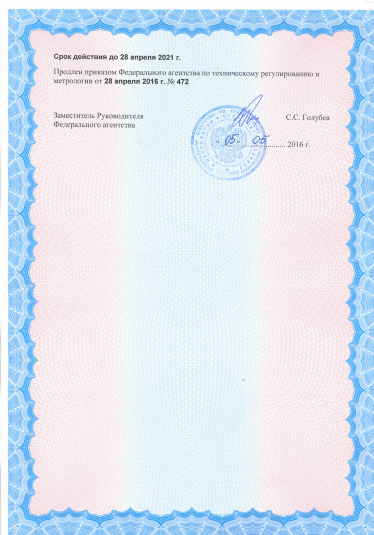 Срок действия до 28 апреля 2021 г.
Продлен приказом Федерального агентства по техническому регулированию и
метрологии от 28 апреля 2016 г. № 472
Заместитель Руководителя С.С. Голубев
Федерального агентства
" 05 " 05 ............ 2016 г.